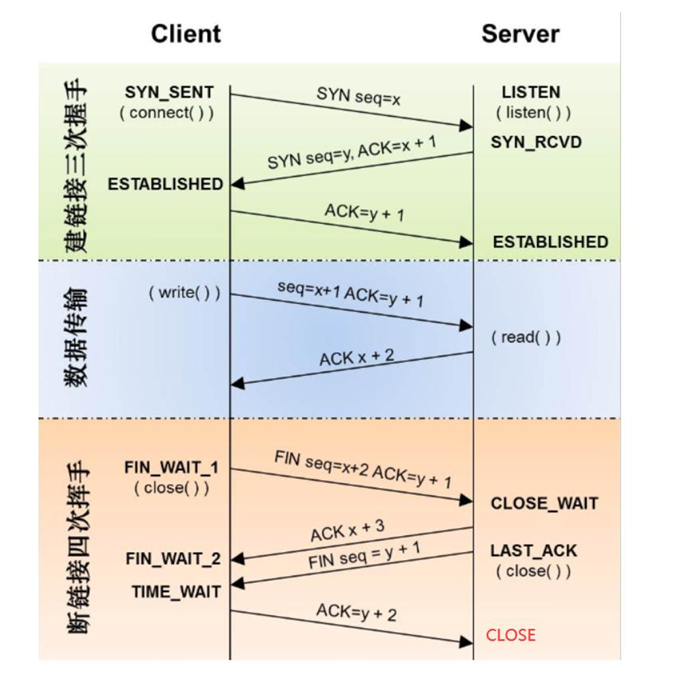 Client
Server
建链接三次握手
SYN_SENT
( connect( ) )
SYN seq=x
LISTEN
( listen( ) )
SYN_RCVD
SYN seq=y, ACK=x + 1
ESTABLISHED
ACK=y + 1
ESTABLISHED
数据传输
( write( ) )
seq=x+1 ACK=y + 1
( read( ) )
ACK x + 2
断链接四次挥手
FIN_WAIT_1
( close( ) )
FIN seq=x+2 ACK=y + 1
CLOSE_WAIT
ACK x + 3
FIN_WAIT_2
FIN seq = y + 1
LAST_ACK
( close( ) )
TIME_WAIT
ACK=y + 2
CLOSE